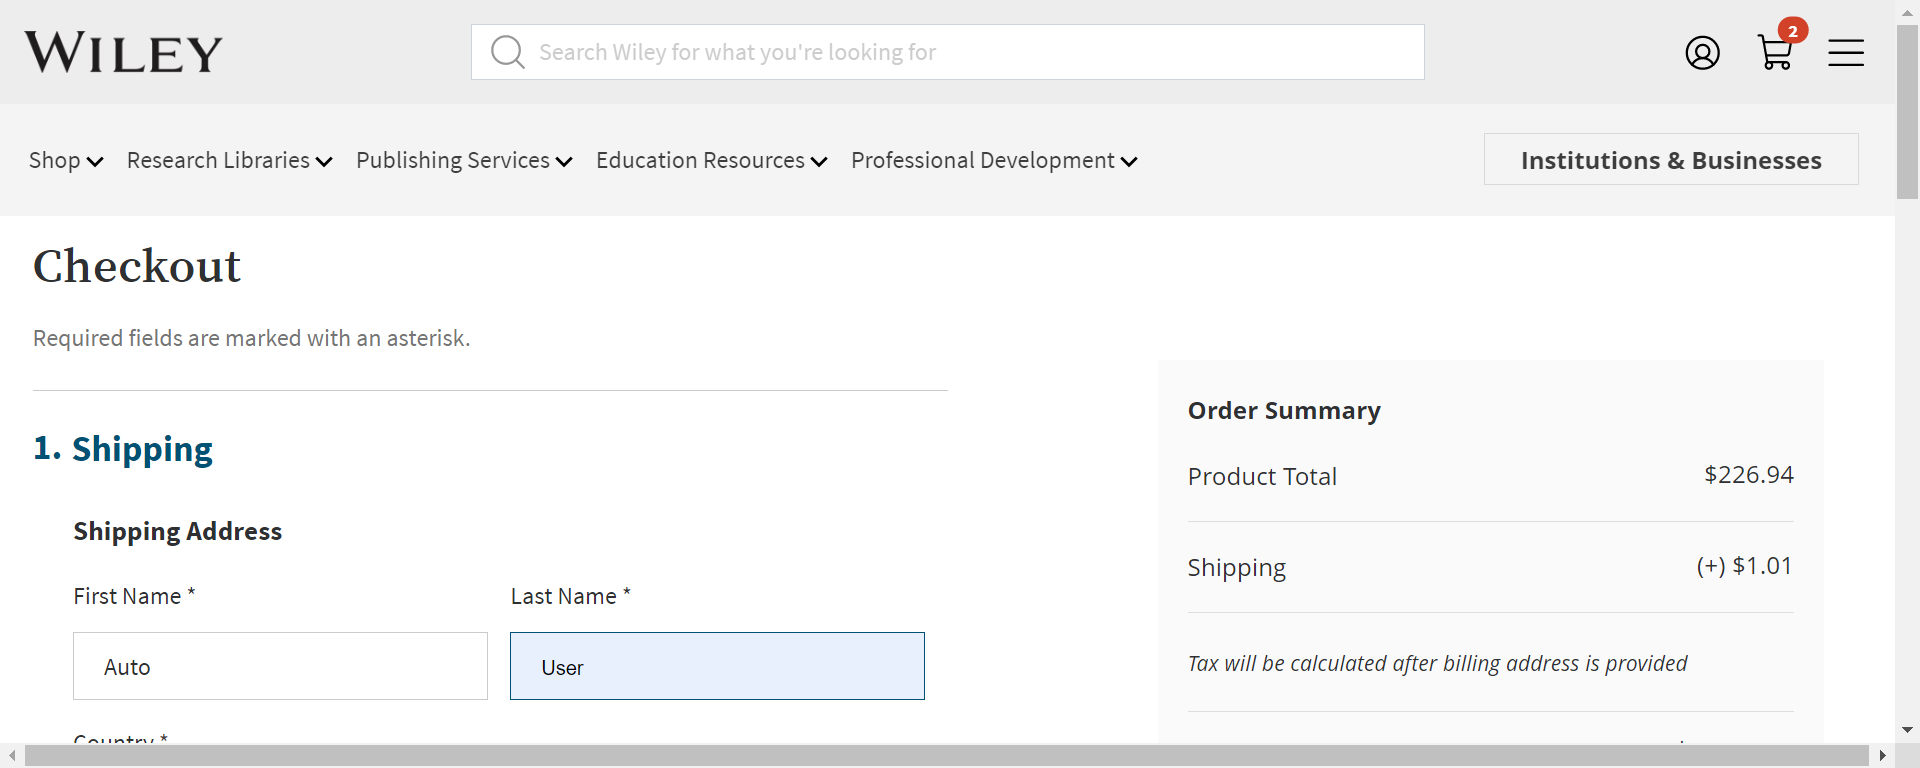 WILEY
Search Wiley for what you're looking for
2
Shop
Research Libraries
Publishing Services
Education Resources
Professional Development
Institutions & Businesses
Checkout
Required fields are marked with an asterisk.
1. Shipping
Shipping Address
First Name *
Last Name *
Auto
User
Country *
Order Summary
Product Total
$226.94
Shipping
(+) $1.01
Tax will be calculated after billing address is provided